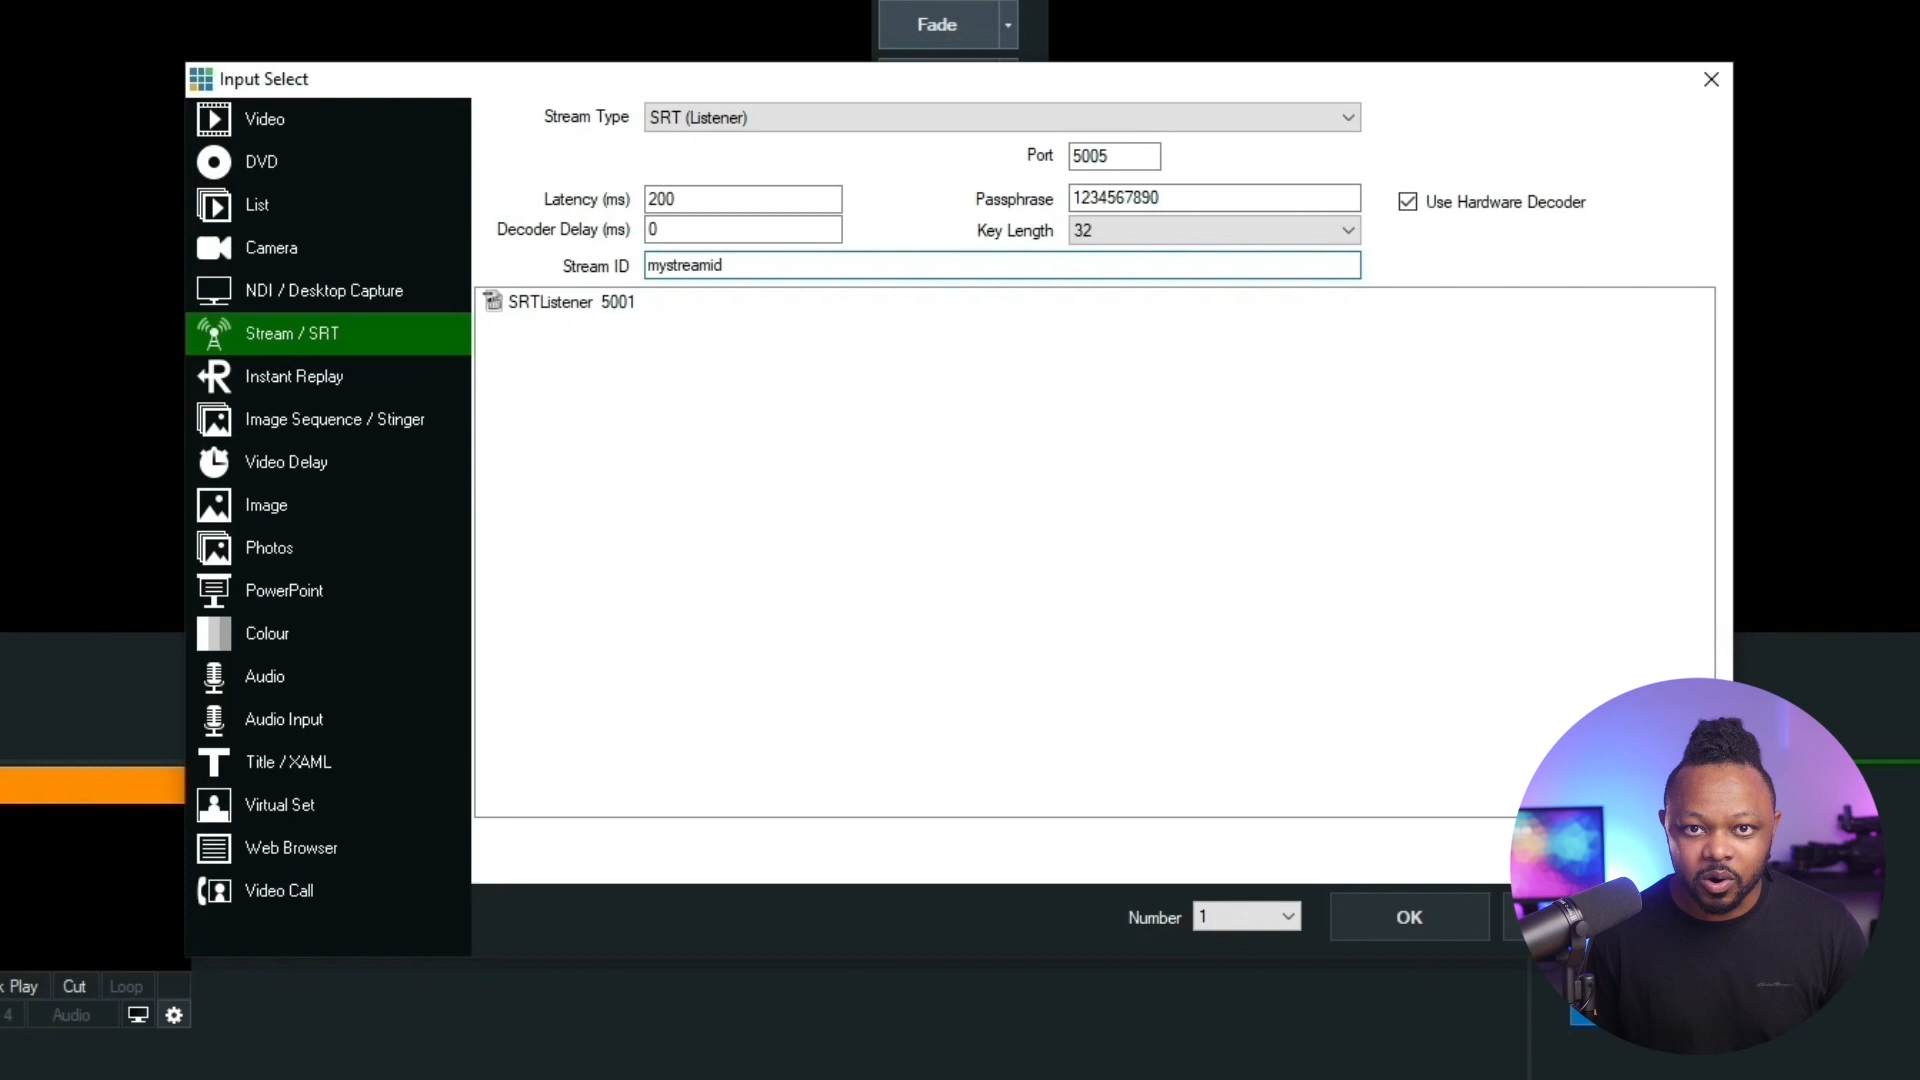 Fade
Input Select
Video
DVD
List
Camera
NDI / Desktop Capture
Stream / SRT
Instant Replay
Image Sequence / Stinger
Video Delay
Image
Photos
PowerPoint
Colour
Audio
Audio Input
Title / XAML
Virtual Set
Web Browser
Video Call
Stream Type SRT (Listener)
Port 5005
Latency (ms) 200 Passphrase 1234567890 Use Hardware Decoder
Decoder Delay (ms) 0 Key Length 32
Stream ID mystreamid
SRTListener 5001
Number 1 OK
k Play Cut Loop
4 Audio